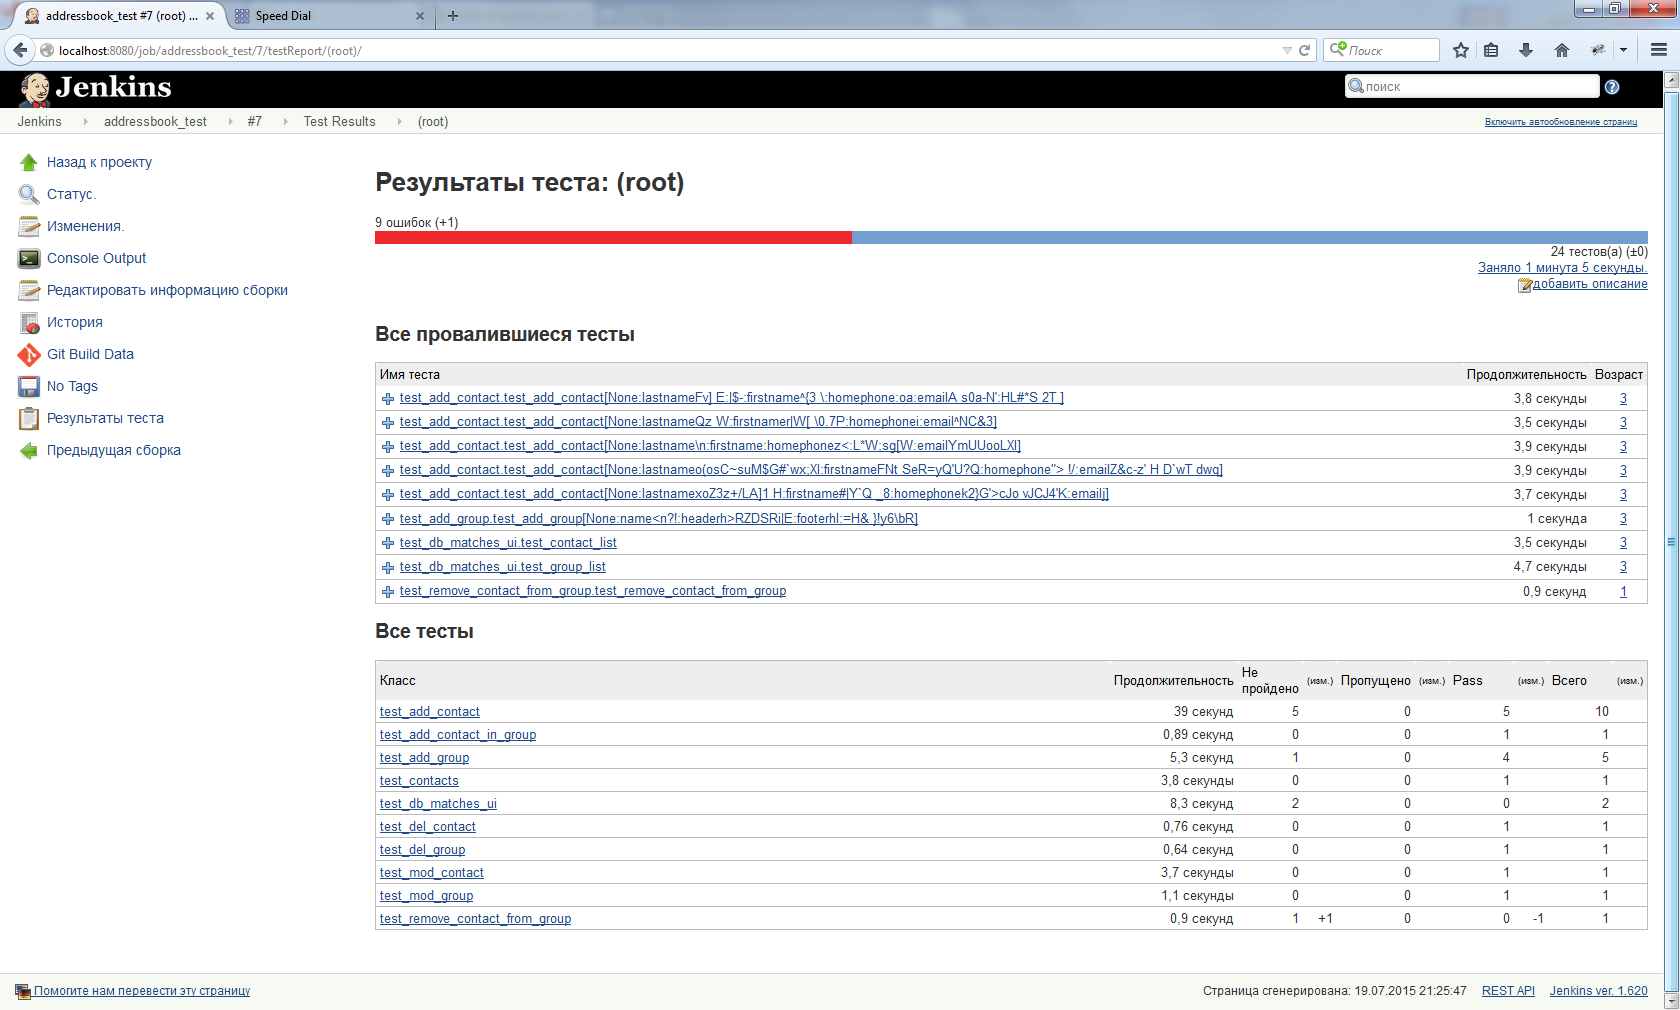 addressbook_test #7 (root) ...
Speed Dial
localhost:8080/job/addressbook_test/7/testReport/(root)/
Поиск
Jenkins
поиск
Jenkins addressbook_test #7 Test Results (root)
Включить автообновление страниц
Назад к проекту
Статус.
Изменения.
Console Output
Редактировать информацию сборки
История
Git Build Data
No Tags
Результаты теста
Предыдущая сборка
Результаты теста: (root)
9 ошибок (+1)
24 тестов(а) (±0)
Заняло 1 минута 5 секунды.
добавить описание
Все провалившиеся тесты
Имя теста Продолжительность Возраст
test_add_contact.test_add_contact[None:lastnameFv] E:|$-:firstname^{3 \:homephone:oa:emailA s0a-N':HL#*S 2T ] 3,8 секунды 3
test_add_contact.test_add_contact[None:lastnameQz W:firstnamer|W[ \0.7P:homephonei:email^NC&3] 3,5 секунды 3
test_add_contact.test_add_contact[None:lastname\n:firstname:homephonez<:L*W;sg[W:emailYmUUooLXl] 3,9 секунды 3
test_add_contact.test_add_contact[None:lastnameo(osC~suM$G#`wx;Xl:firstnameFNt SeR=yQ'U?Q:homephone"> !/:emailZ&c-z' H D`wT dwq] 3,9 секунды 3
test_add_contact.test_add_contact[None:lastnamexoZ3z+/LA]1 H:firstname#|Y`Q _8:homephonek2}G'>cJo vJCJ4'K:emailj] 3,7 секунды 3
test_add_group.test_add_group[None:name<n?!:headerh>RZDSRi|E:footerhl:=H& }!y6\bR] 1 секунда 3
test_db_matches_ui.test_contact_list 3,5 секунды 3
test_db_matches_ui.test_group_list 4,7 секунды 3
test_remove_contact_from_group.test_remove_contact_from_group 0,9 секунд 1
Все тесты
Класс Продолжительность Не пройдено (изм.) Пропущено (изм.) Pass (изм.) Всего (изм.)
test_add_contact 39 секунд 5 0 5 10
test_add_contact_in_group 0,89 секунд 0 0 1 1
test_add_group 5,3 секунд 1 0 4 5
test_contacts 3,8 секунды 0 0 1 1
test_db_matches_ui 8,3 секунд 2 0 0 2
test_del_contact 0,76 секунд 0 0 1 1
test_del_group 0,64 секунд 0 0 1 1
test_mod_contact 3,7 секунды 0 0 1 1
test_mod_group 1,1 секунды 0 0 1 1
test_remove_contact_from_group 0,9 секунд 1 +1 0 0 -1 1
Помогите нам перевести эту страницу
Страница сгенерирована: 19.07.2015 21:25:47 REST API Jenkins ver. 1.620